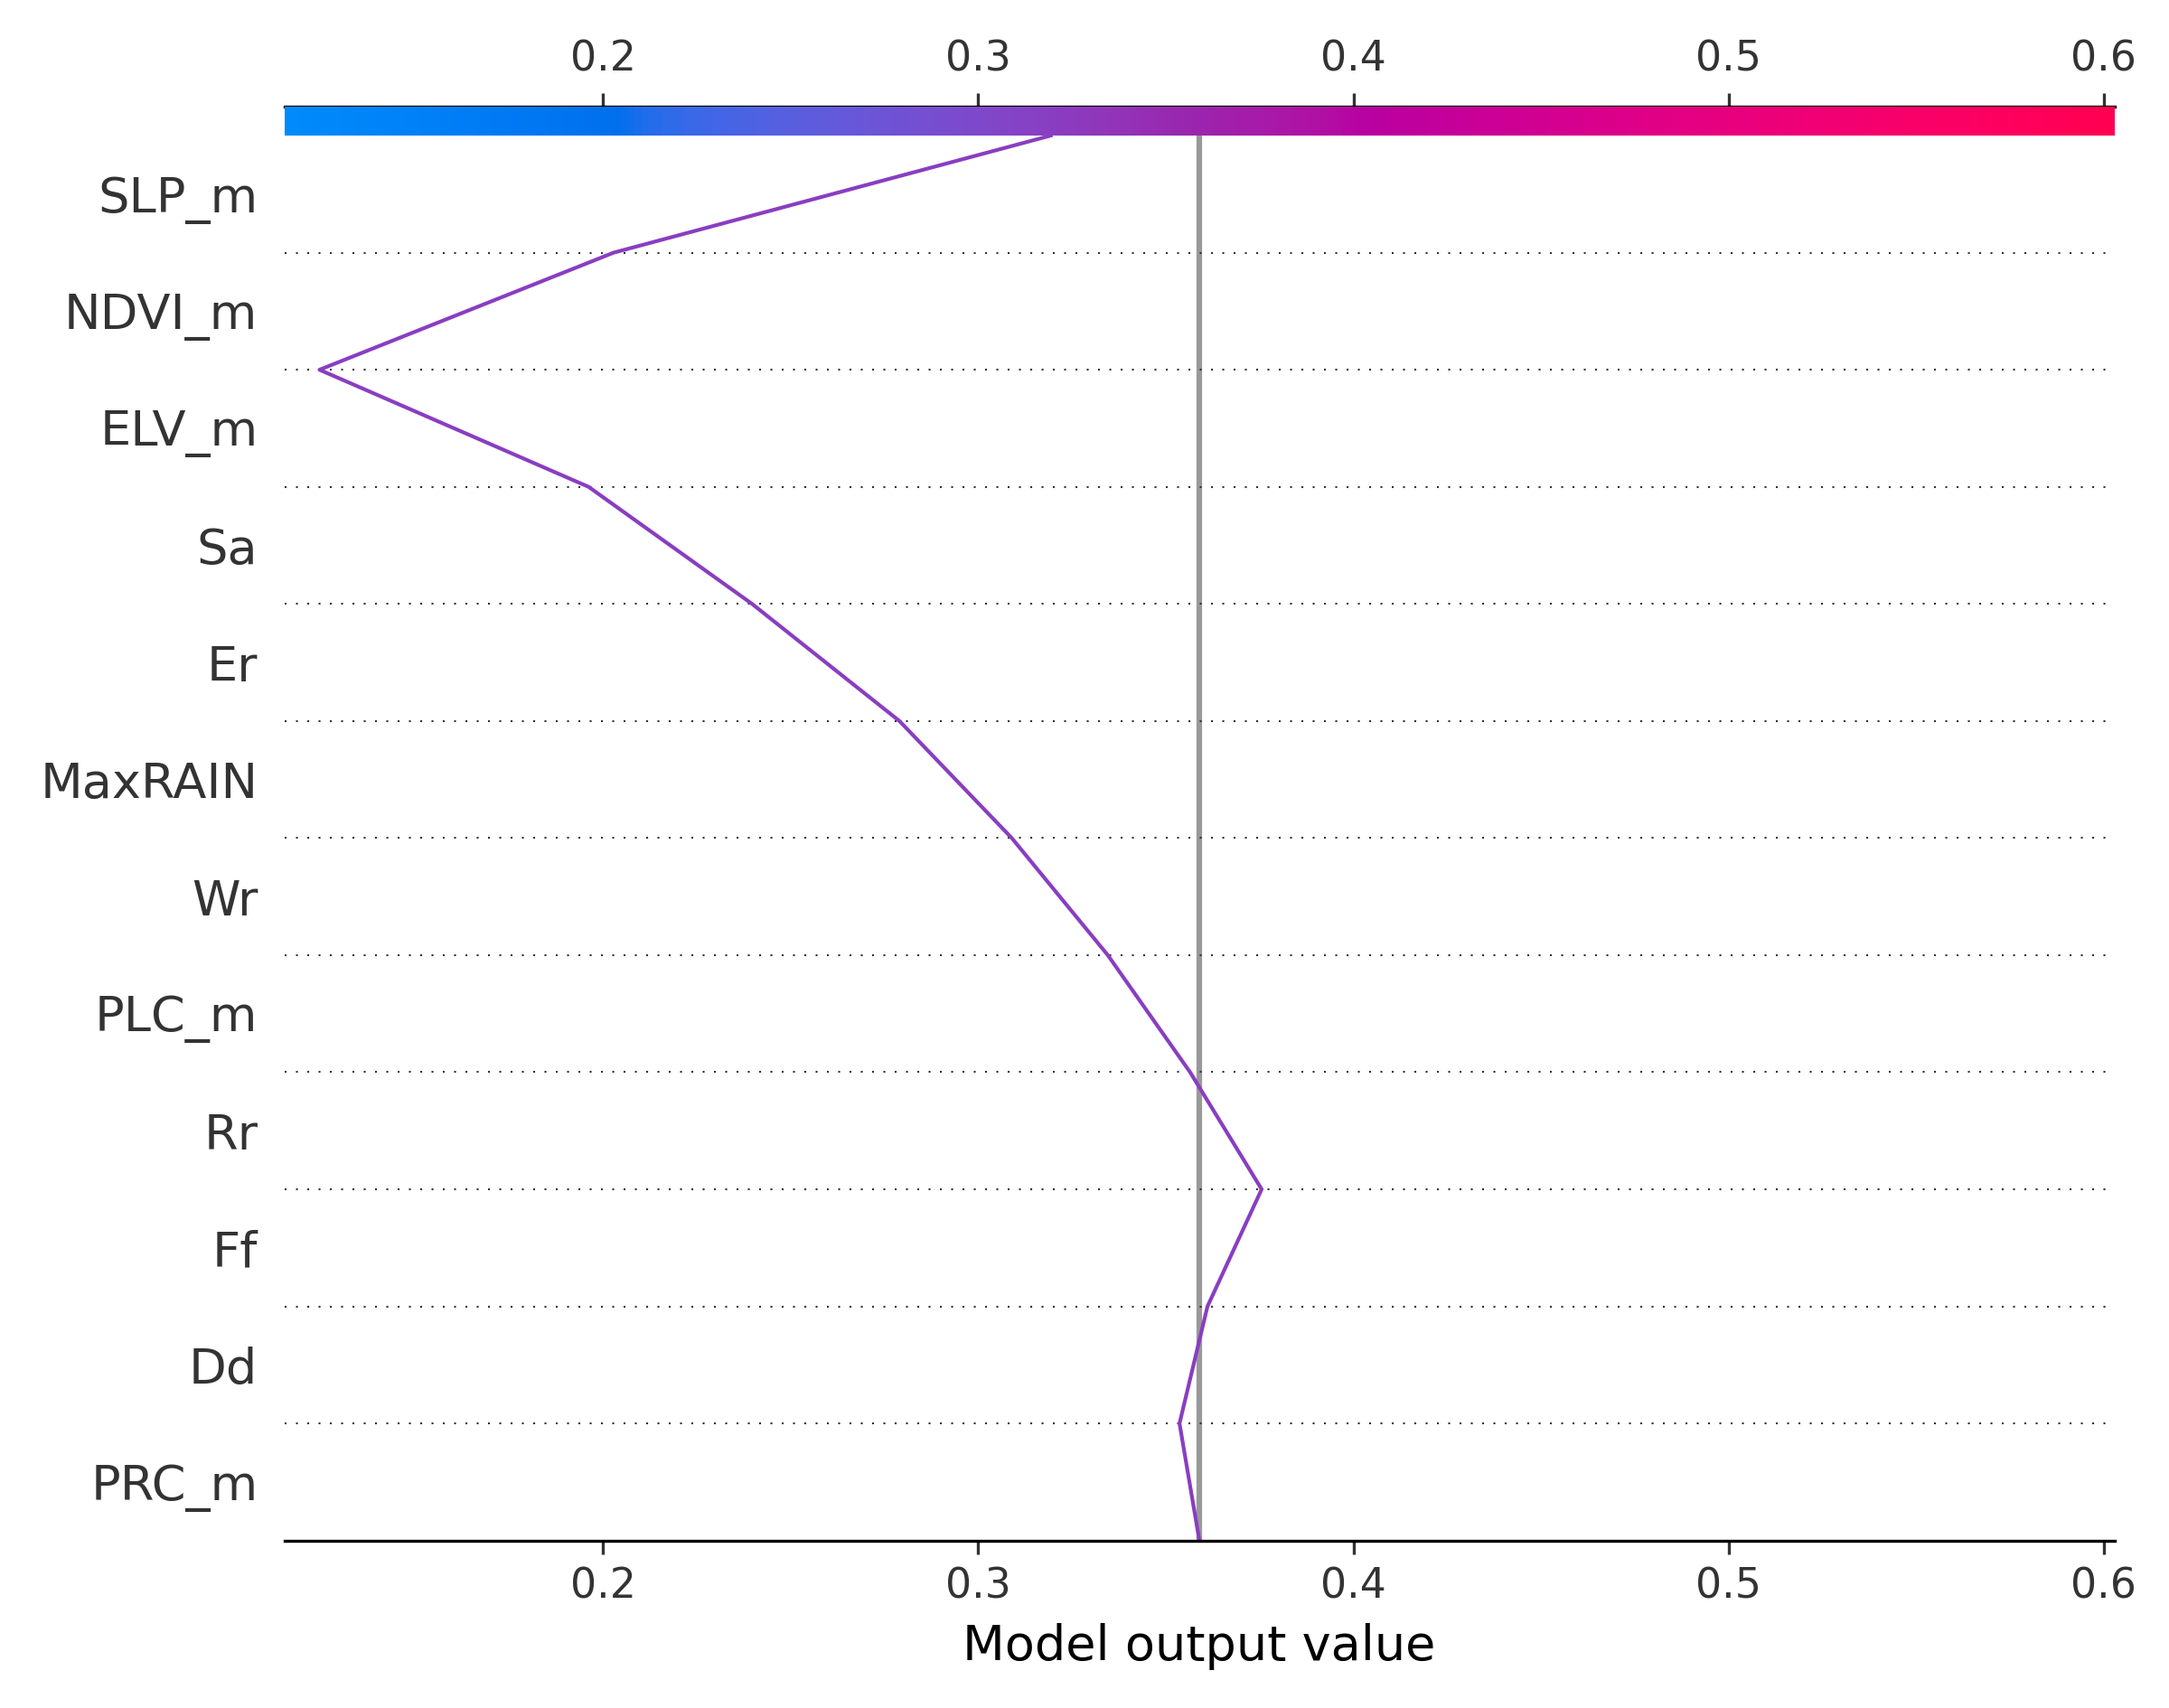 0.2 0.3 0.4 0.5 0.6
SLP_m
NDVI_m
ELV_m
Sa
Er
MaxRAIN
Wr
PLC_m
Rr
Ff
Dd
PRC_m
0.2 0.3 0.4 0.5 0.6
Model output value